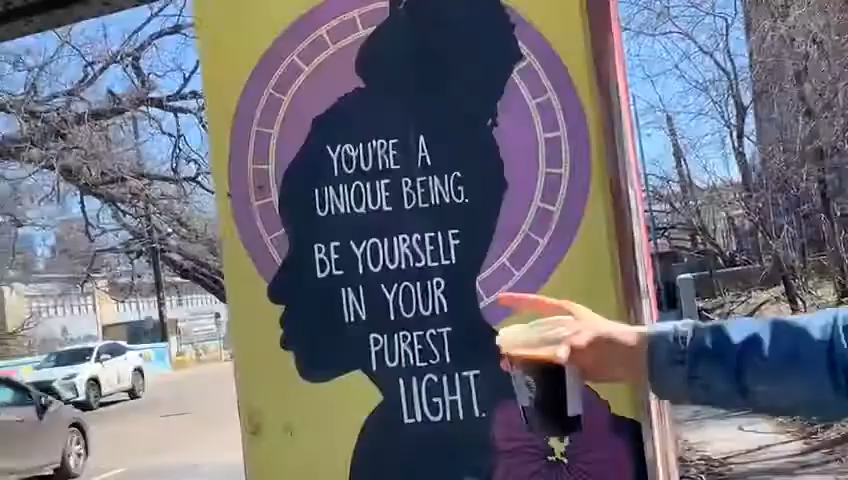 YOU'RE A
UNIQUE BEING.
BE YOURSELF
IN YOUR
PUREST
LIGHT.